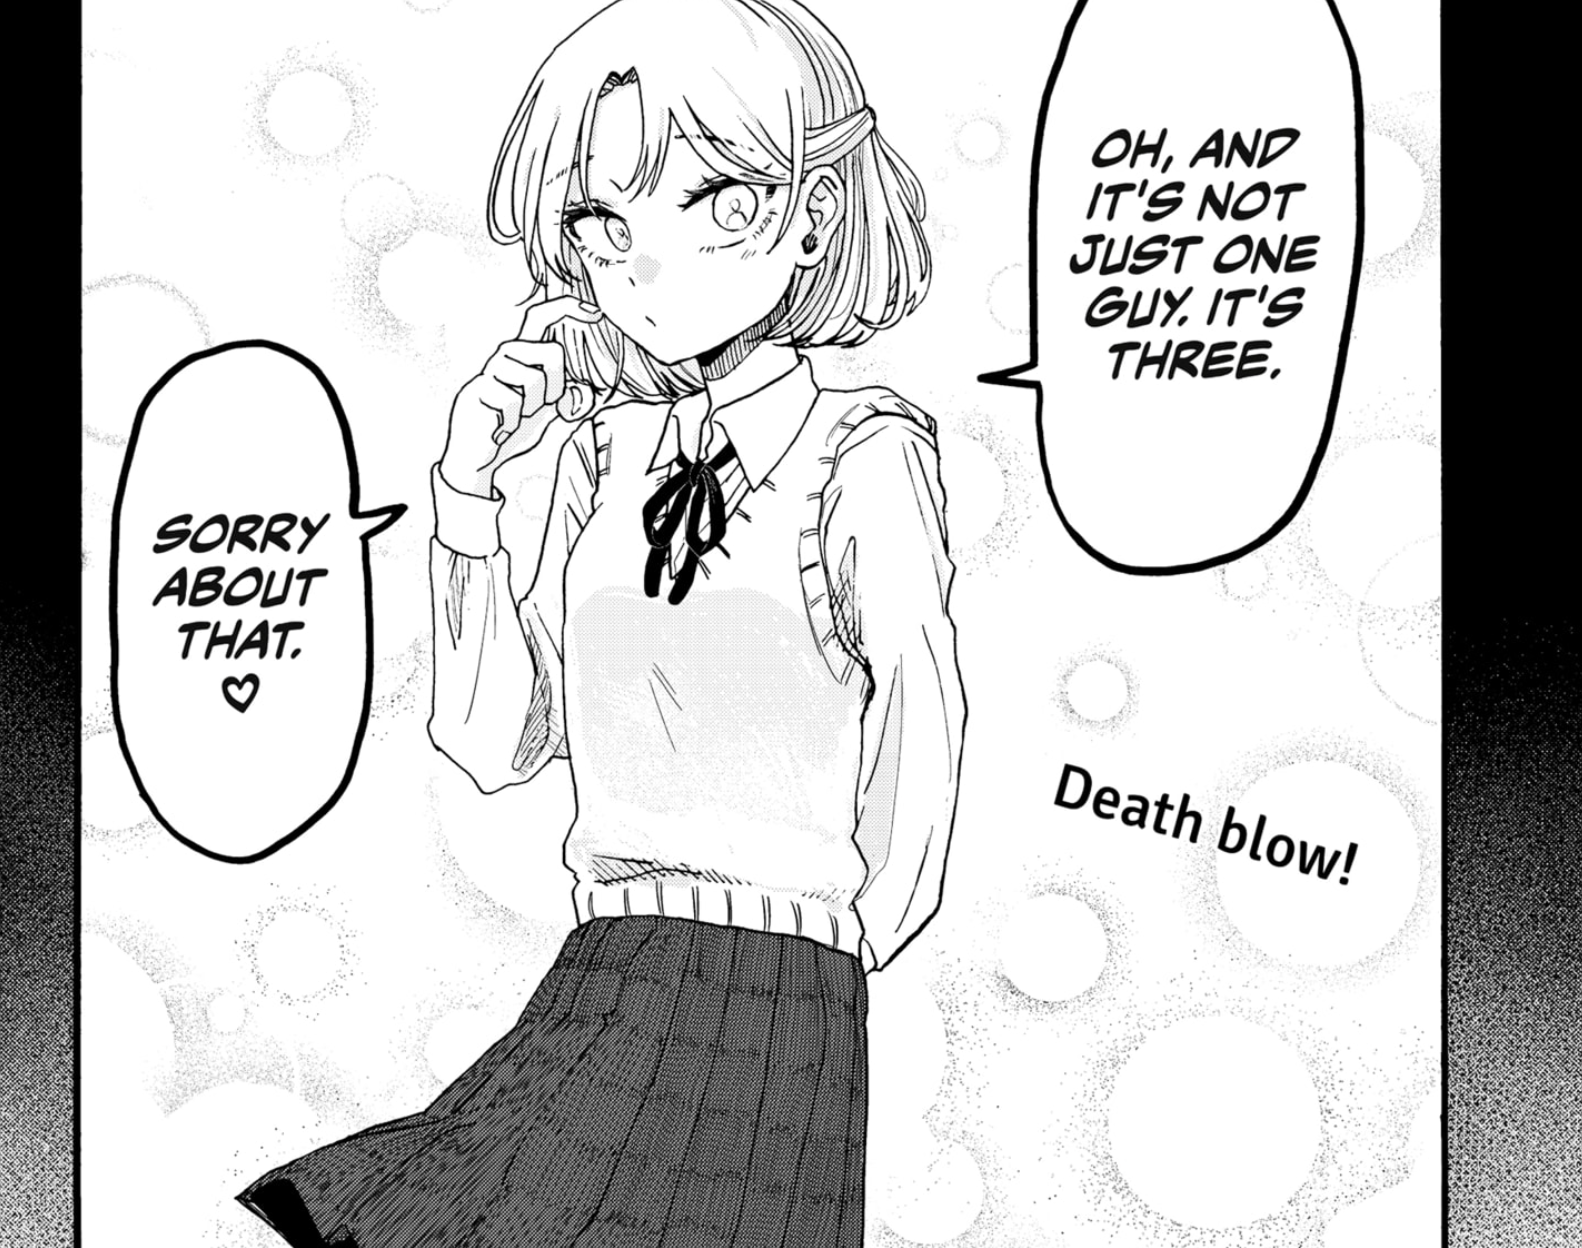 OH, AND
IT'S NOT
JUST ONE
GUY. IT'S
THREE.
SORRY
ABOUT
THAT.
♡
Death blow!